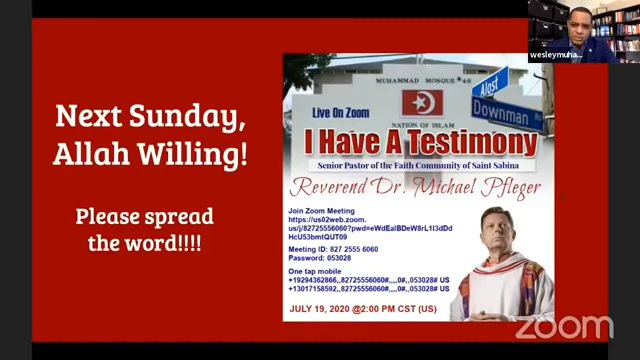 wesleymuha...
Next Sunday,
Allah Willing!
Please spread
the word!!!!
MUHAMMAD MOSQUE #46
NATION OF ISLAM
Alost
Downman Rd
Live On Zoom
I Have A Testimony
Senior Pastor of the Faith Community of Saint Sabina
Reverend Dr. Michael Pfleger
Join Zoom Meeting
https://us02web.zoom.
us/j/82725556060?pwd=eWdEalBDeW8rL1l3dDd
HcU53bmtQUT09
Meeting ID: 827 2555 6060
Password: 053028
One tap mobile
+19294362866,,82725556060#,,,,0#,,053028# US
+13017158592,,82725556060#,,,,0#,,053028# US
JULY 19, 2020 @2:00 PM CST (US)
zoom